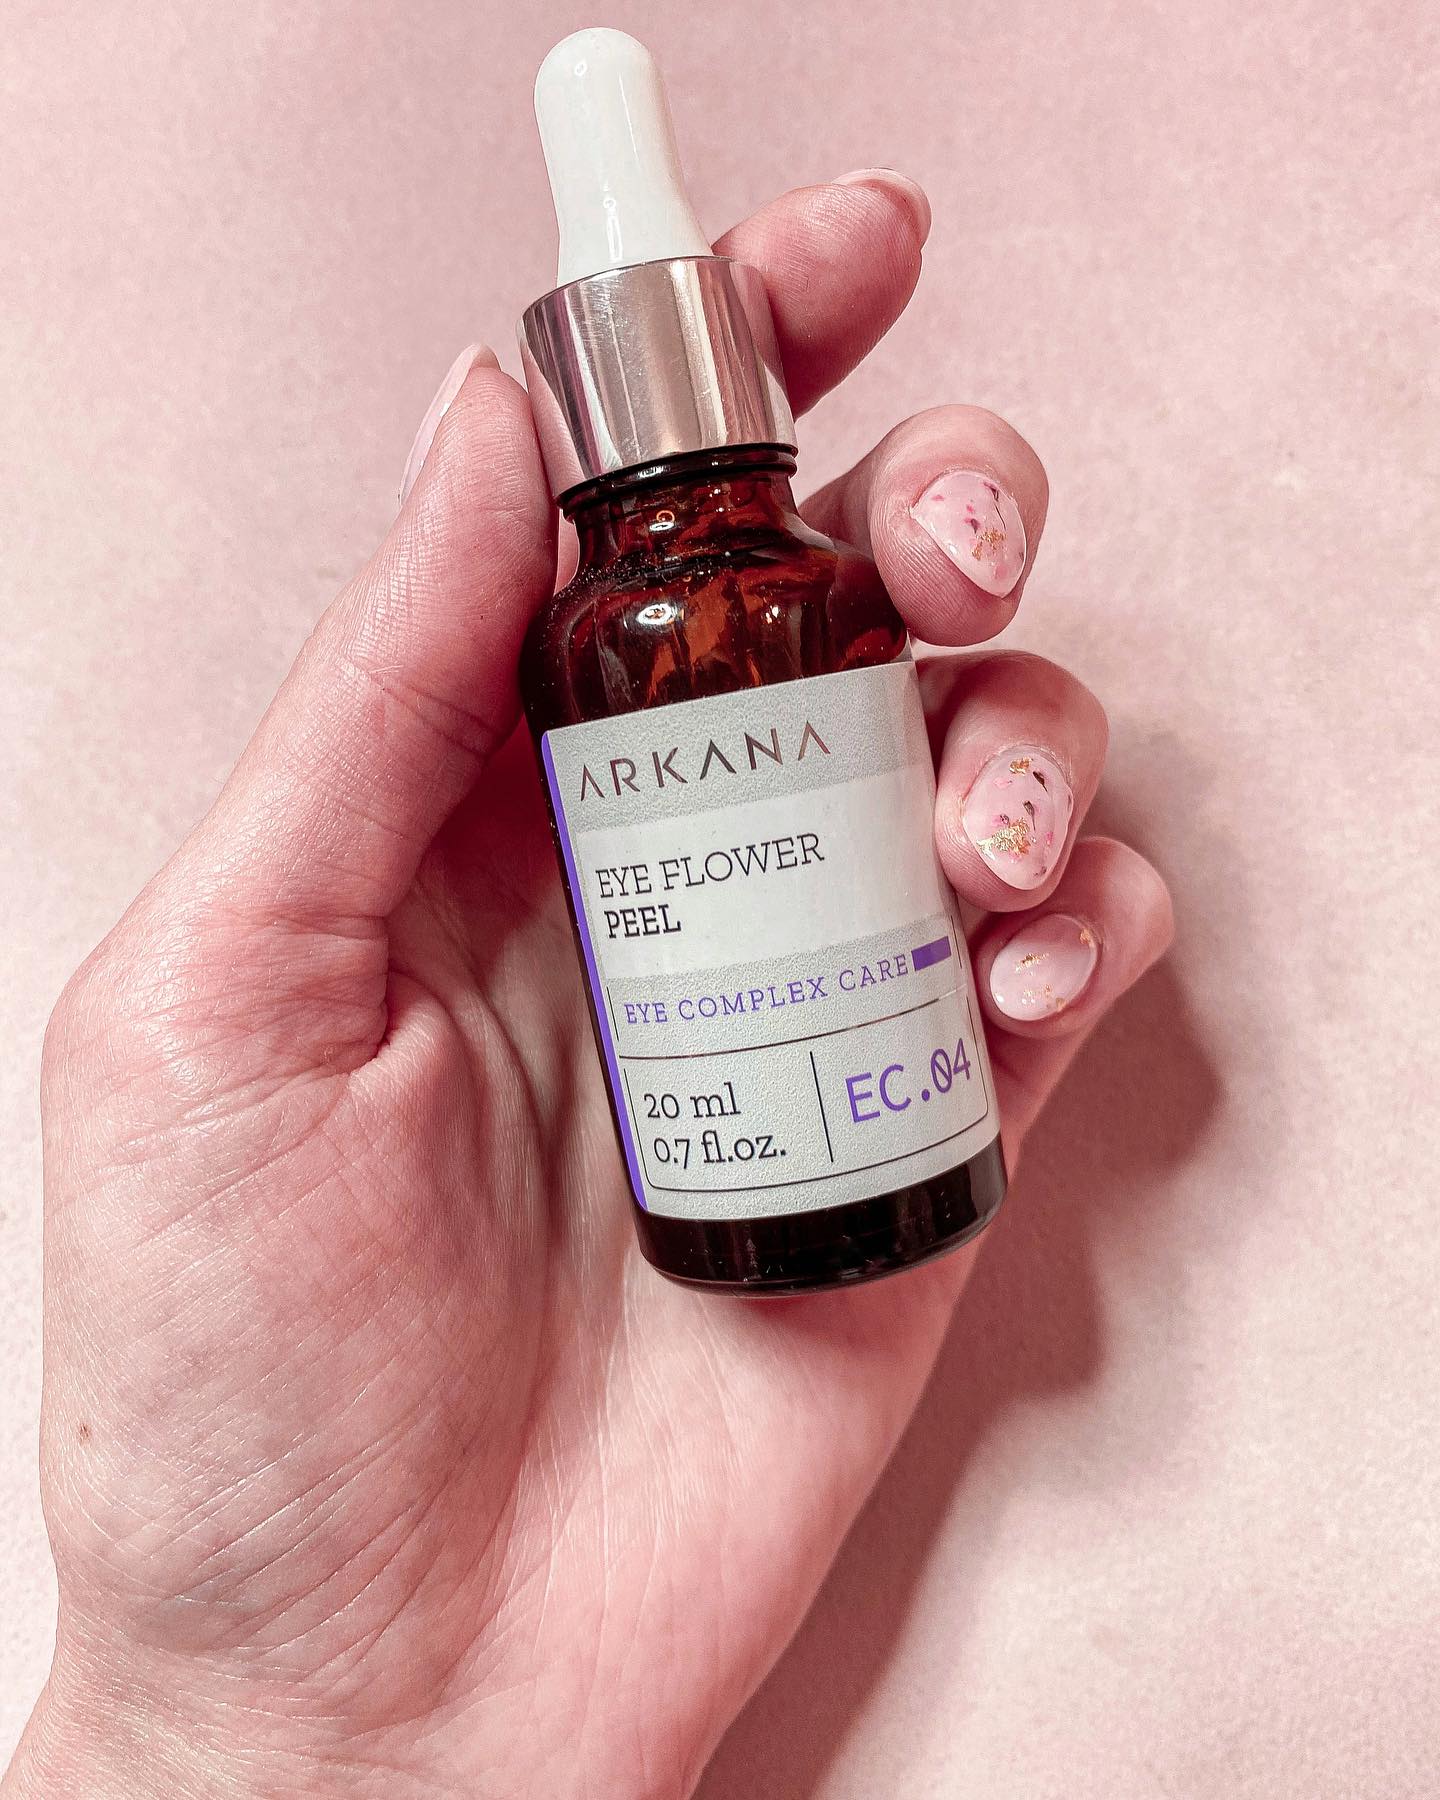 ARKANA
EYE FLOWER
PEEL
EYE COMPLEX CARE
20 ml
0.7 fl.oz.
EC.04